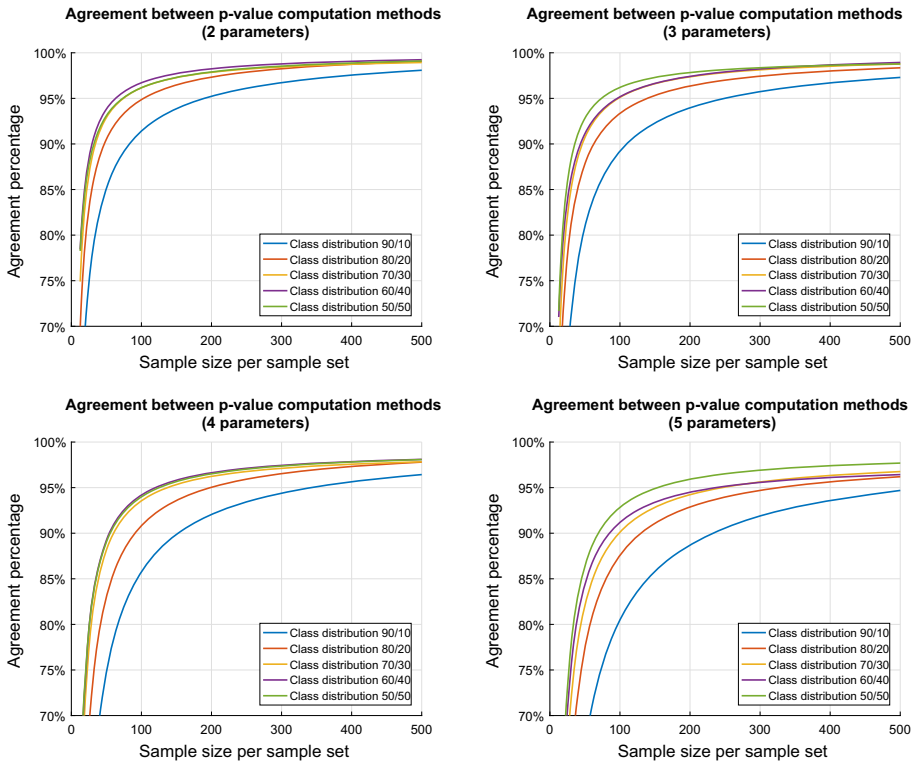 Agreement between p-value computation methods
(2 parameters)
100%
95%
90%
85%
80%
75%
70%
Agreement percentage
Class distribution 90/10
Class distribution 80/20
Class distribution 70/30
Class distribution 60/40
Class distribution 50/50
0 100 200 300 400 500
Sample size per sample set
Agreement between p-value computation methods
(3 parameters)
100%
95%
90%
85%
80%
75%
70%
Agreement percentage
Class distribution 90/10
Class distribution 80/20
Class distribution 70/30
Class distribution 60/40
Class distribution 50/50
0 100 200 300 400 500
Sample size per sample set
Agreement between p-value computation methods
(4 parameters)
100%
95%
90%
85%
80%
75%
70%
Agreement percentage
Class distribution 90/10
Class distribution 80/20
Class distribution 70/30
Class distribution 60/40
Class distribution 50/50
0 100 200 300 400 500
Sample size per sample set
Agreement between p-value computation methods
(5 parameters)
100%
95%
90%
85%
80%
75%
70%
Agreement percentage
Class distribution 90/10
Class distribution 80/20
Class distribution 70/30
Class distribution 60/40
Class distribution 50/50
0 100 200 300 400 500
Sample size per sample set